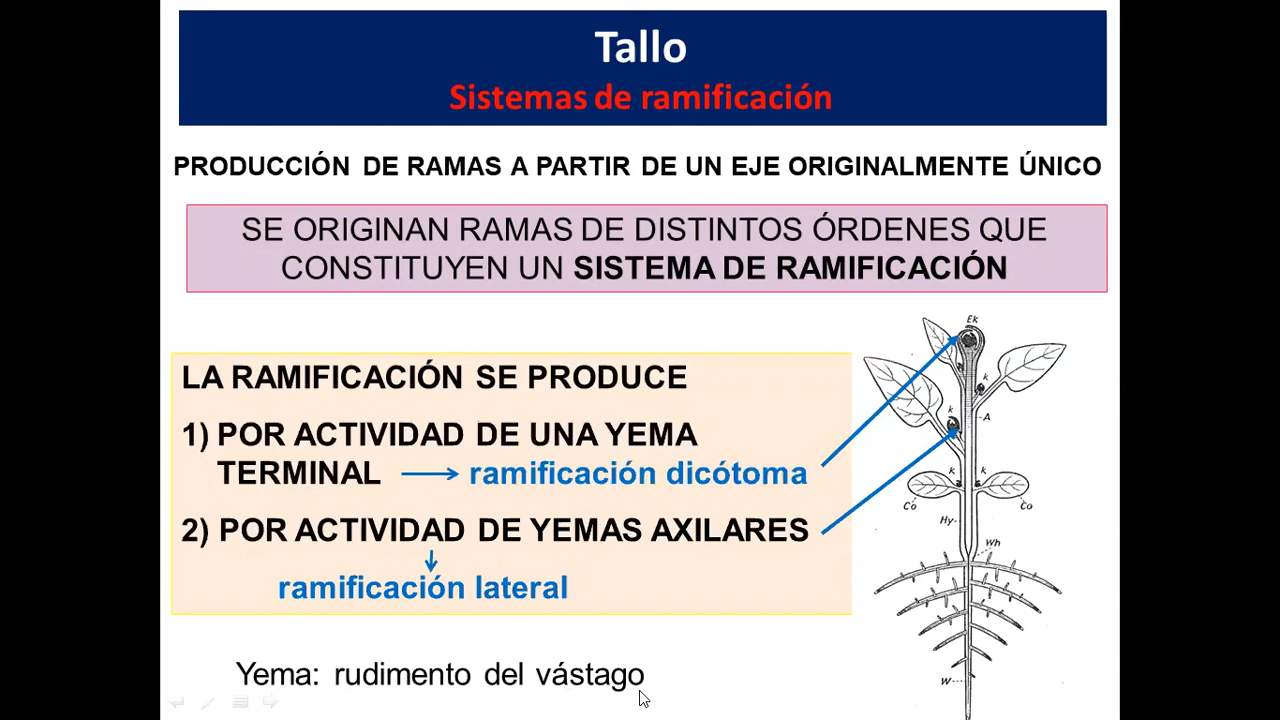 Tallo
Sistemas de ramificación
PRODUCCIÓN DE RAMAS A PARTIR DE UN EJE ORIGINALMENTE ÚNICO
SE ORIGINAN RAMAS DE DISTINTOS ÓRDENES QUE
CONSTITUYEN UN SISTEMA DE RAMIFICACIÓN
LA RAMIFICACIÓN SE PRODUCE
1) POR ACTIVIDAD DE UNA YEMA
TERMINAL ramificación dicótoma
2) POR ACTIVIDAD DE YEMAS AXILARES
ramificación lateral
Yema: rudimento del vástago
Ek
k
k
A
k k
Co Co
Hy
Wh
W